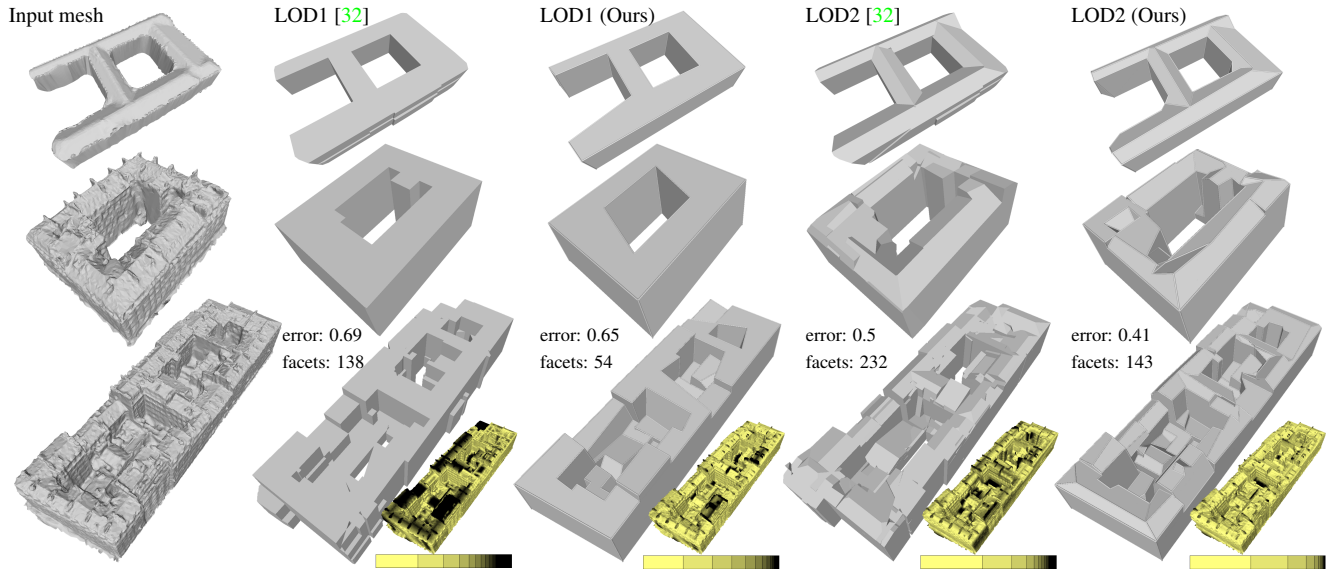 Input mesh
LOD1 [32]
LOD1 (Ours)
LOD2 [32]
LOD2 (Ours)
error: 0.69
facets: 138
error: 0.65
facets: 54
error: 0.5
facets: 232
error: 0.41
facets: 143